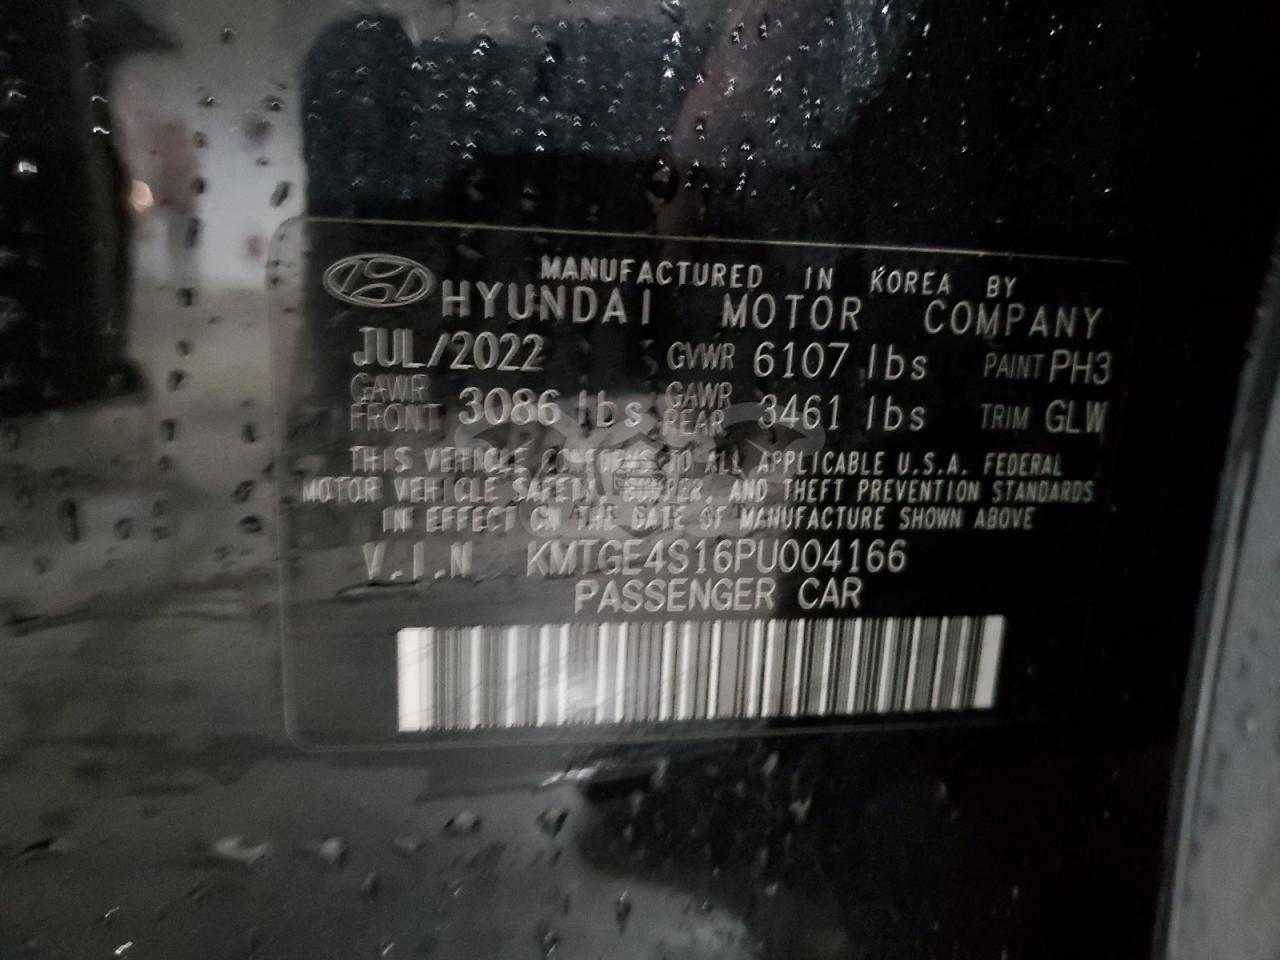 MANUFACTURED IN KOREA BY
HYUNDAI MOTOR COMPANY
JUL/2022 GVWR 6107 lbs PAINT PH3
GAWR FRONT 3086 lbs GAWR REAR 3461 lbs TRIM GLW
THIS VEHICLE CONFORMS TO ALL APPLICABLE U.S.A. FEDERAL
MOTOR VEHICLE SAFETY, BUMPER, AND THEFT PREVENTION STANDARDS
IN EFFECT ON THE DATE OF MANUFACTURE SHOWN ABOVE
V.I.N KMTGE4S16PU004166
PASSENGER CAR